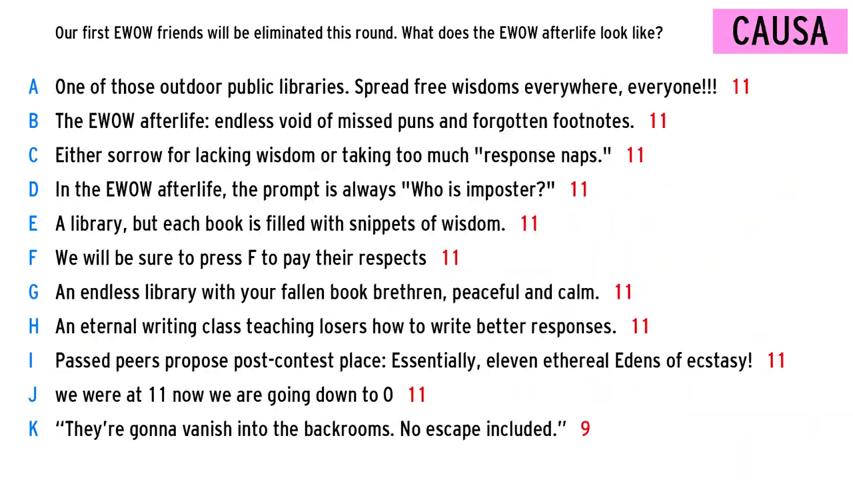 Our first EWOW friends will be eliminated this round. What does the EWOW afterlife look like?
CAUSA
A One of those outdoor public libraries. Spread free wisdoms everywhere, everyone!!! 11
B The EWOW afterlife: endless void of missed puns and forgotten footnotes. 11
C Either sorrow for lacking wisdom or taking too much "response naps." 11
D In the EWOW afterlife, the prompt is always "Who is imposter?" 11
E A library, but each book is filled with snippets of wisdom. 11
F We will be sure to press F to pay their respects 11
G An endless library with your fallen book brethren, peaceful and calm. 11
H An eternal writing class teaching losers how to write better responses. 11
I Passed peers propose post-contest place: Essentially, eleven ethereal Edens of ecstasy! 11
J we were at 11 now we are going down to 0 11
K “They’re gonna vanish into the backrooms. No escape included.” 9